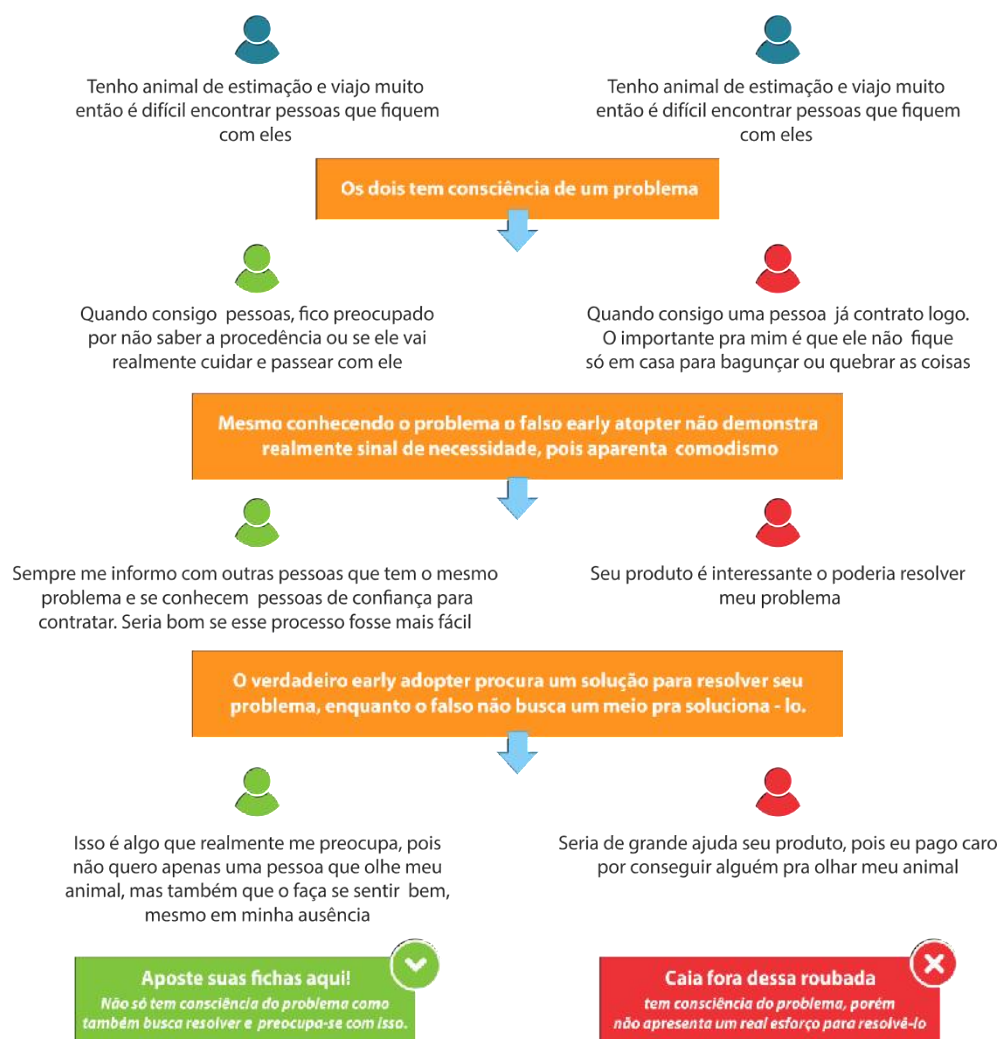 Tenho animal de estimação e viajo muito
então é difícil encontrar pessoas que fiquem
com eles
Tenho animal de estimação e viajo muito
então é difícil encontrar pessoas que fiquem
com eles
Os dois tem consciência de um problema
Quando consigo pessoas, fico preocupado
por não saber a procedência ou se ele vai
realmente cuidar e passear com ele
Quando consigo uma pessoa já contrato logo.
O importante pra mim é que ele não fique
só em casa para bagunçar ou quebrar as coisas
Mesmo conhecendo o problema o falso early atopter não demonstra
realmente sinal de necessidade, pois aparenta comodismo
Sempre me informo com outras pessoas que tem o mesmo
problema e se conhecem pessoas de confiança para
contratar. Seria bom se esse processo fosse mais fácil
Seu produto é interessante o poderia resolver
meu problema
O verdadeiro early adopter procura um solução para resolver seu
problema, enquanto o falso não busca um meio pra soluciona - lo.
Isso é algo que realmente me preocupa, pois
não quero apenas uma pessoa que olhe meu
animal, mas também que o faça se sentir bem,
mesmo em minha ausência
Seria de grande ajuda seu produto, pois eu pago caro
por conseguir alguém pra olhar meu animal
Aposte suas fichas aqui!
Não só tem consciência do problema como
também busca resolver e preocupa-se com isso.
Caia fora dessa roubada
tem consciência do problema, porém
não apresenta um real esforço para resolvê-lo